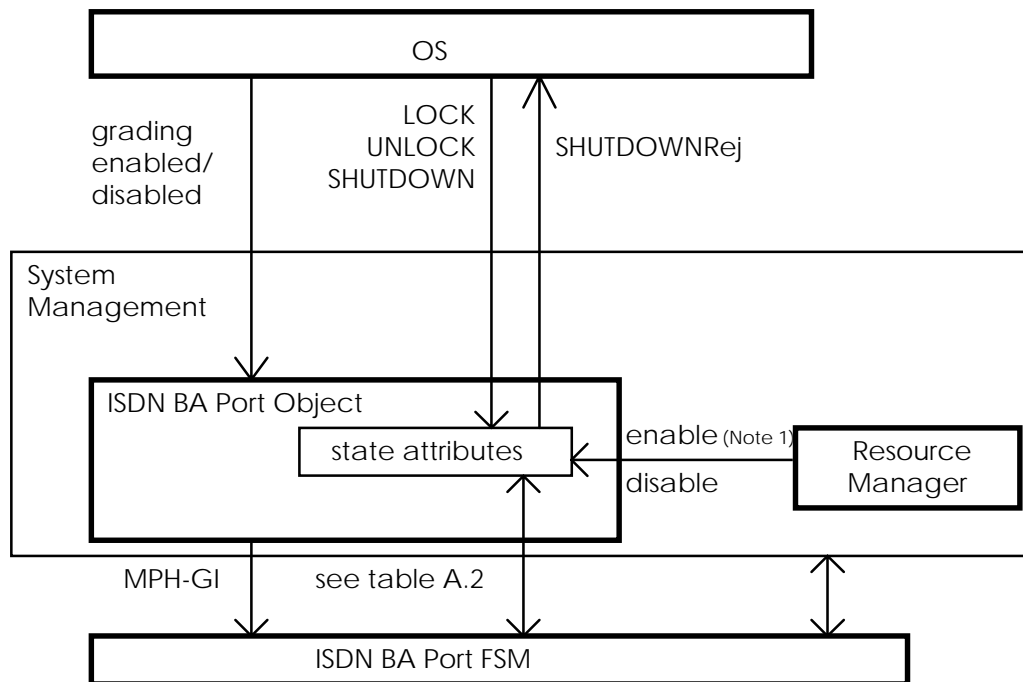 OS
grading
enabled/
disabled
LOCK
UNLOCK
SHUTDOWN
SHUTDOWNRej
System
Management
ISDN BA Port Object
state attributes
enable (Note 1)
disable
Resource
Manager
MPH-GI
see table A.2
ISDN BA Port FSM